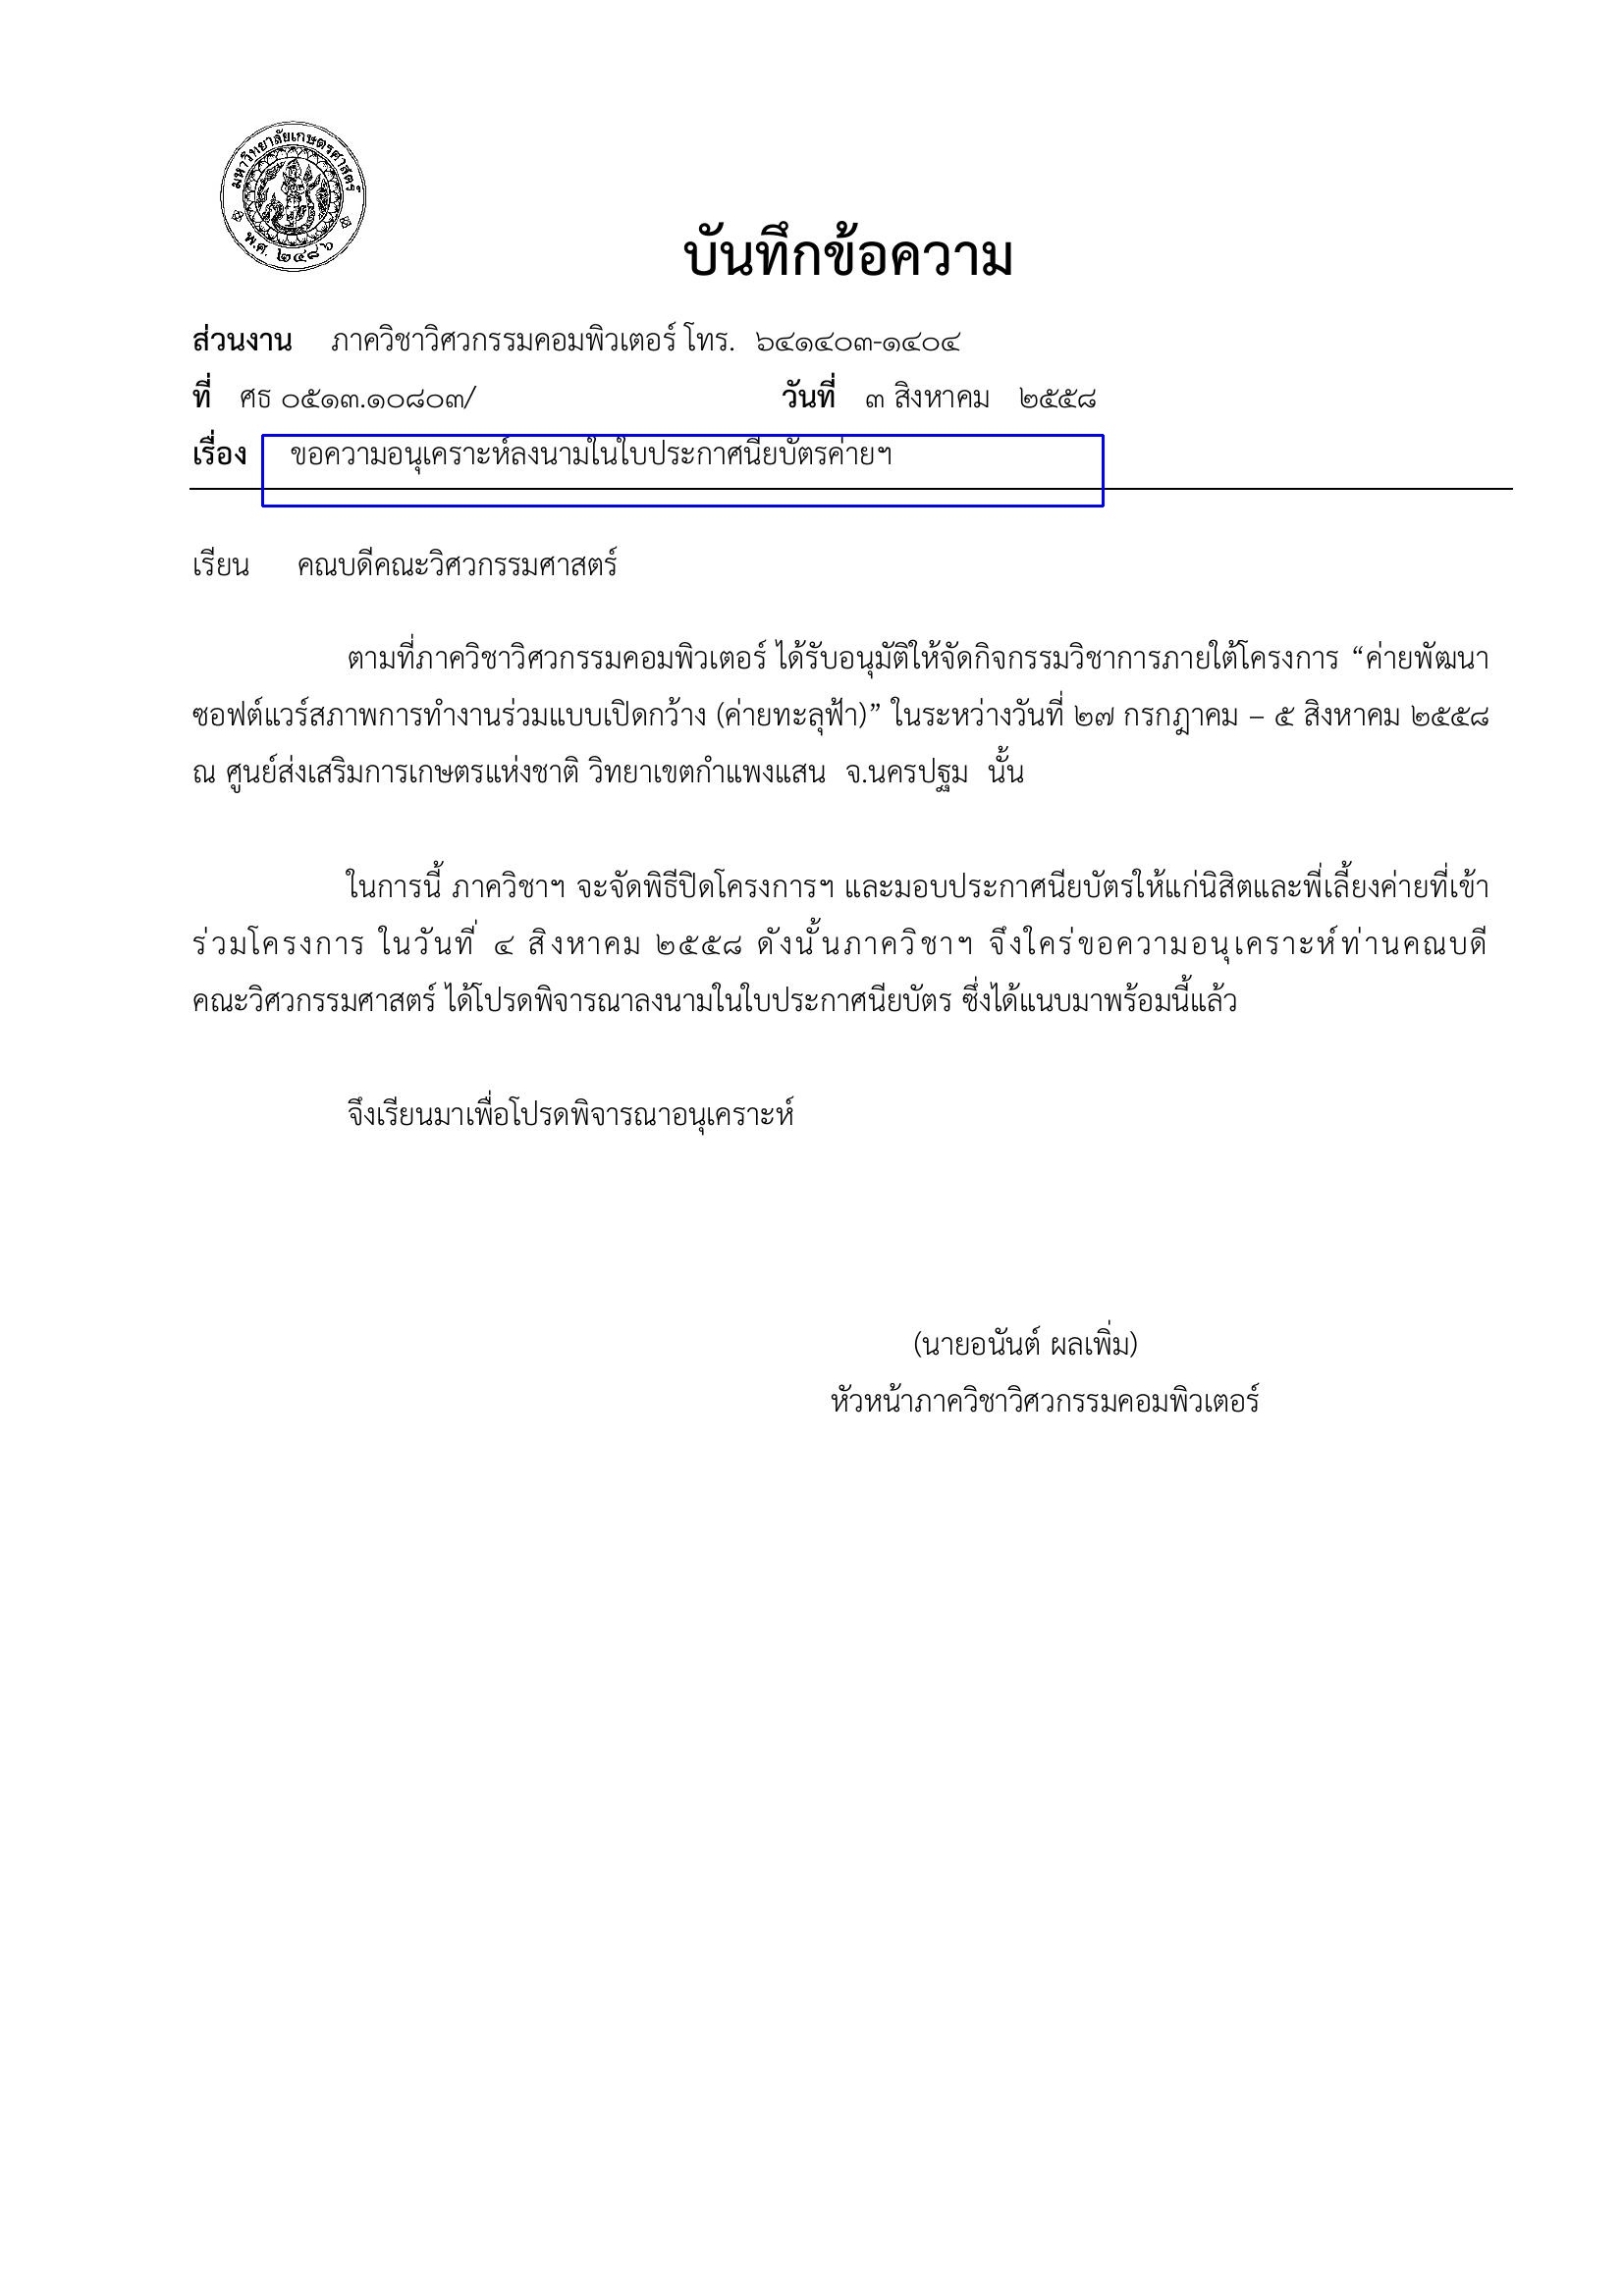 มหาวิทยาลัยเกษตรศาสตร์
พ.ศ. ๒๔๘๖
บันทึกข้อความ
ส่วนงาน ภาควิชาวิศวกรรมคอมพิวเตอร์ โทร. ๖๔๑๔๐๓-๑๔๐๔
ที่ ศธ ๐๕๑๓.๑๐๘๐๓/ วันที่ ๓ สิงหาคม ๒๕๕๘
เรื่อง ขอความอนุเคราะห์ลงนามในใบประกาศนียบัตรค่ายฯ
เรียน คณบดีคณะวิศวกรรมศาสตร์
ตามที่ภาควิชาวิศวกรรมคอมพิวเตอร์ ได้รับอนุมัติให้จัดกิจกรรมวิชาการภายใต้โครงการ “ค่ายพัฒนา
ซอฟต์แวร์สภาพการทำงานร่วมแบบเปิดกว้าง (ค่ายทะลุฟ้า)” ในระหว่างวันที่ ๒๗ กรกฎาคม – ๕ สิงหาคม ๒๕๕๘
ณ ศูนย์ส่งเสริมการเกษตรแห่งชาติ วิทยาเขตกำแพงแสน จ.นครปฐม นั้น
ในการนี้ ภาควิชาฯ จะจัดพิธีปิดโครงการฯ และมอบประกาศนียบัตรให้แก่นิสิตและพี่เลี้ยงค่ายที่เข้า
ร่วมโครงการ ในวันที่ ๔ สิงหาคม ๒๕๕๘ ดังนั้นภาควิชาฯ จึงใคร่ขอความอนุเคราะห์ท่านคณบดี
คณะวิศวกรรมศาสตร์ ได้โปรดพิจารณาลงนามในใบประกาศนียบัตร ซึ่งได้แนบมาพร้อมนี้แล้ว
จึงเรียนมาเพื่อโปรดพิจารณาอนุเคราะห์
(นายอนันต์ ผลเพิ่ม)
หัวหน้าภาควิชาวิศวกรรมคอมพิวเตอร์